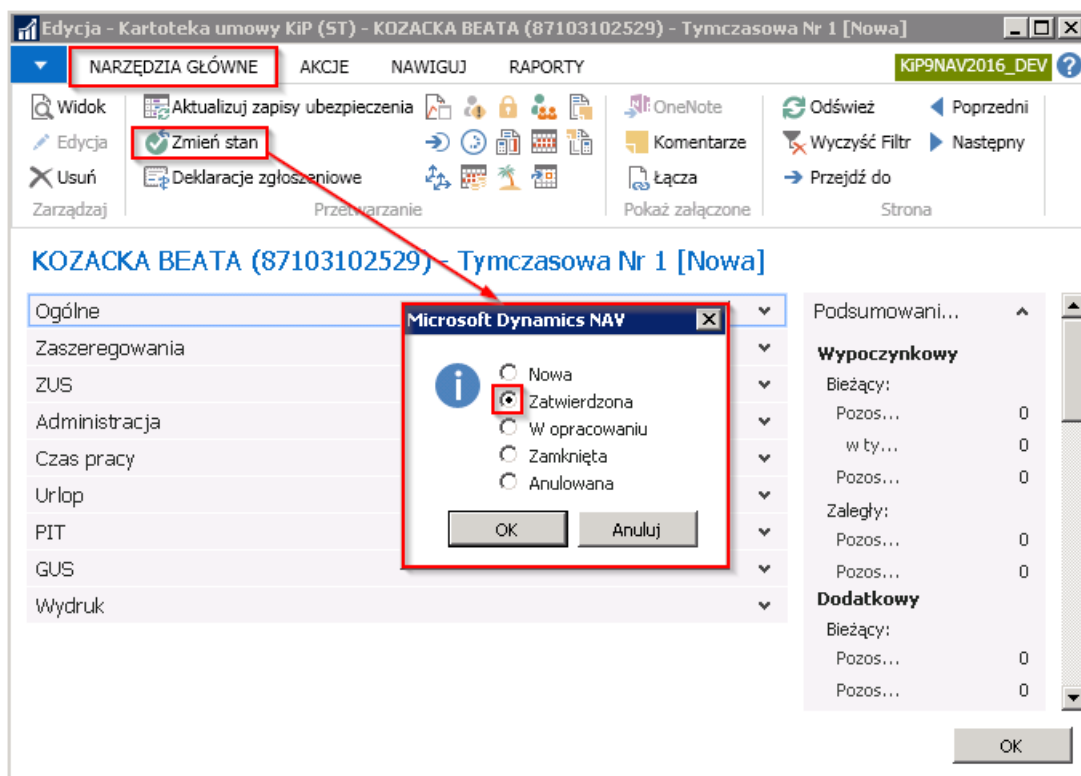 Edycja - Kartoteka umowy KiP (ST) - KOZACKA BEATA (87103102529) - Tymczasowa Nr 1 [Nowa]
NARZĘDZIA GŁÓWNE AKCJE NAWIGUJ RAPORTY KiP9NAV2016_DEV
Widok Aktualizuj zapisy ubezpieczenia OneNote Odśwież Poprzedni
Edycja Zmień stan Komentarze Wyczyść Filtr Następny
Usuń Deklaracje zgłoszeniowe Łącza Przejdź do
Zarządzaj Przetwarzanie Pokaż załączone Strona
KOZACKA BEATA (87103102529) - Tymczasowa Nr 1 [Nowa]
Ogólne
Zaszeregowania
ZUS
Administracja
Czas pracy
Urlop
PIT
GUS
Wydruk
Microsoft Dynamics NAV
Nowa
Zatwierdzona
W opracowaniu
Zamknięta
Anulowana
OK Anuluj
Podsumowani...
Wypoczynkowy
Bieżący:
Pozos... 0
w ty... 0
Pozos... 0
Zaległy:
Pozos... 0
Pozos... 0
Dodatkowy
Bieżący:
Pozos... 0
Pozos... 0
OK